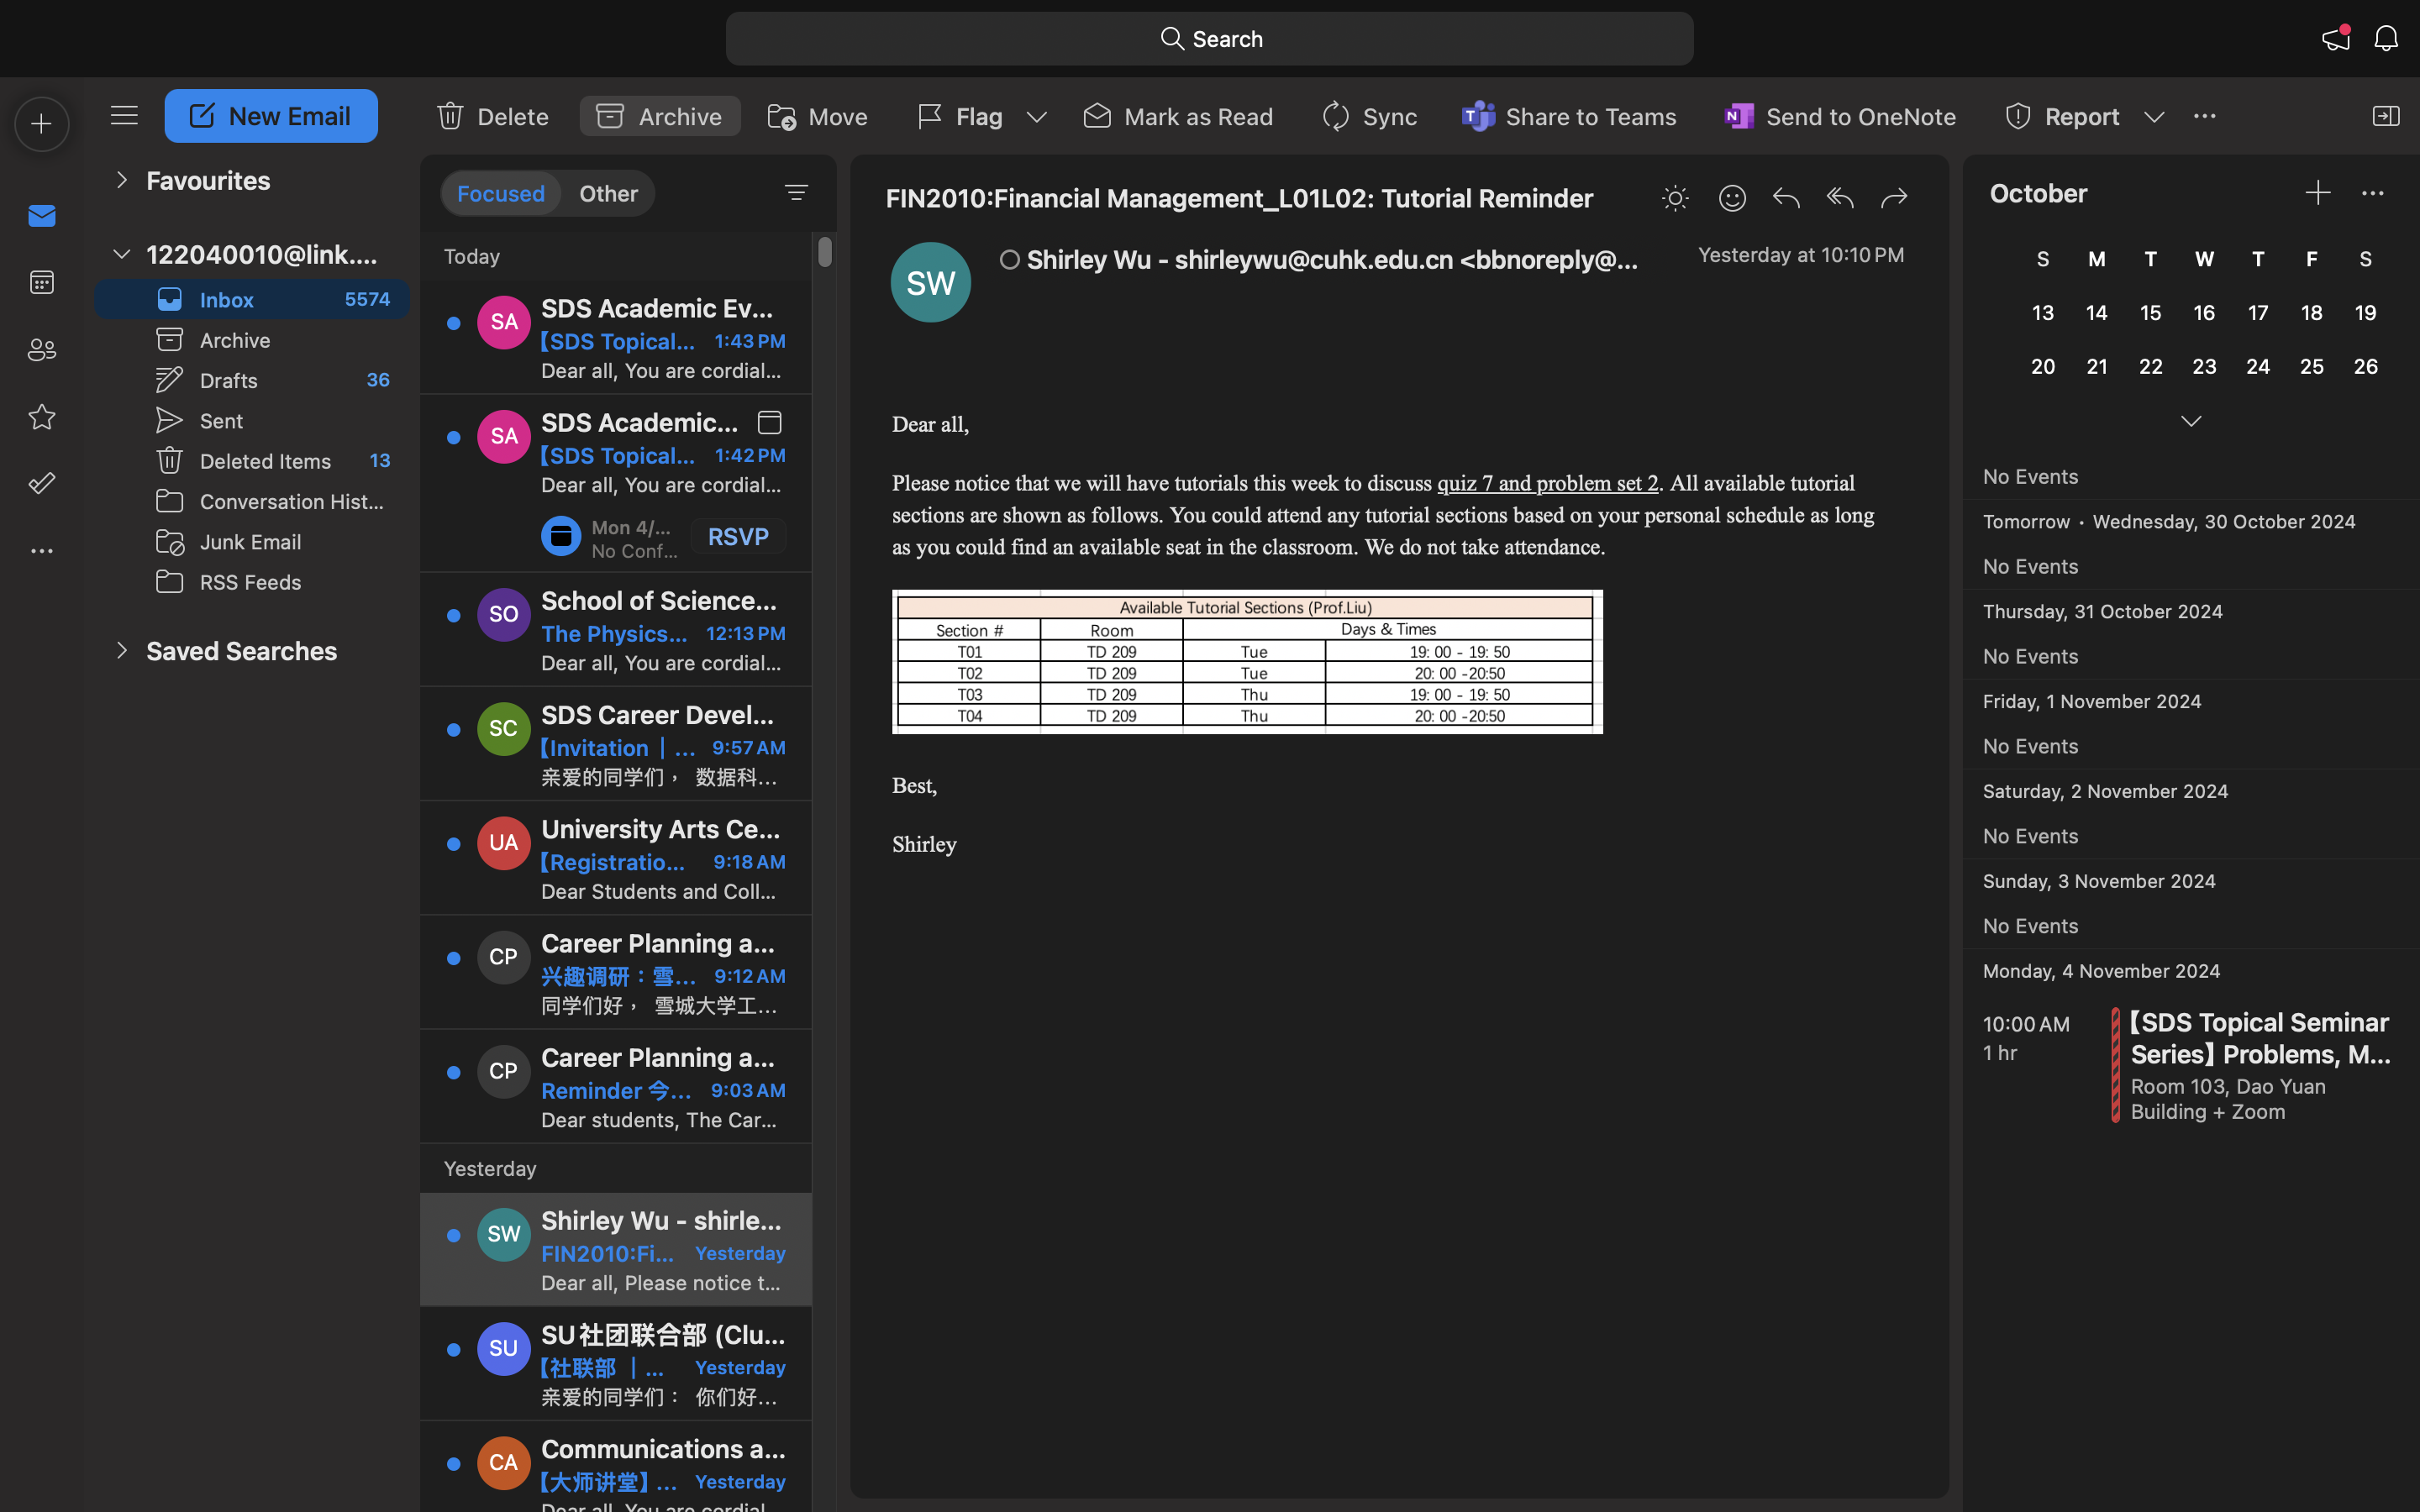 Search
New Email
Delete
Archive
Move
Flag
Mark as Read
Sync
Share to Teams
Send to OneNote
Report
Favourites
122040010@link....
Inbox 5574
Archive
Drafts 36
Sent
Deleted Items 13
Conversation Hist...
Junk Email
RSS Feeds
Saved Searches
Focused Other
Today
SA
SDS Academic Ev...
【SDS Topical... 1:43 PM
Dear all, You are cordial...
SA
SDS Academic...
【SDS Topical... 1:42 PM
Dear all, You are cordial...
Mon 4/...
No Conf...
RSVP
SO
School of Science...
The Physics... 12:13 PM
Dear all, You are cordial...
SC
SDS Career Devel...
【Invitation｜... 9:57 AM
亲爱的同学们， 数据科...
UA
University Arts Ce...
【Registratio... 9:18 AM
Dear Students and Coll...
CP
Career Planning a...
兴趣调研：雪... 9:12 AM
同学们好， 雪城大学工...
CP
Career Planning a...
Reminder 今... 9:03 AM
Dear students, The Car...
Yesterday
SW
Shirley Wu - shirle...
FIN2010:Fi... Yesterday
Dear all, Please notice t...
SU
SU社团联合部 (Clu...
【社联部｜... Yesterday
亲爱的同学们： 你们好...
CA
Communications a...
【大师讲堂】... Yesterday
Dear all, You are cordial
FIN2010:Financial Management_L01L02: Tutorial Reminder
SW
Shirley Wu - shirleywu@cuhk.edu.cn <bbnoreply@...
Yesterday at 10:10 PM
Dear all,
Please notice that we will have tutorials this week to discuss quiz 7 and problem set 2. All available tutorial
sections are shown as follows. You could attend any tutorial sections based on your personal schedule as long
as you could find an available seat in the classroom. We do not take attendance.
Available Tutorial Sections (Prof.Liu)
Section # Room Days & Times
T01 TD 209 Tue 19: 00 - 19: 50
T02 TD 209 Tue 20: 00 -20:50
T03 TD 209 Thu 19: 00 - 19: 50
T04 TD 209 Thu 20: 00 -20:50
Best,
Shirley
October
S M T W T F S
13 14 15 16 17 18 19
20 21 22 23 24 25 26
No Events
Tomorrow • Wednesday, 30 October 2024
No Events
Thursday, 31 October 2024
No Events
Friday, 1 November 2024
No Events
Saturday, 2 November 2024
No Events
Sunday, 3 November 2024
No Events
Monday, 4 November 2024
10:00 AM
1 hr
【SDS Topical Seminar
Series】Problems, M...
Room 103, Dao Yuan
Building + Zoom